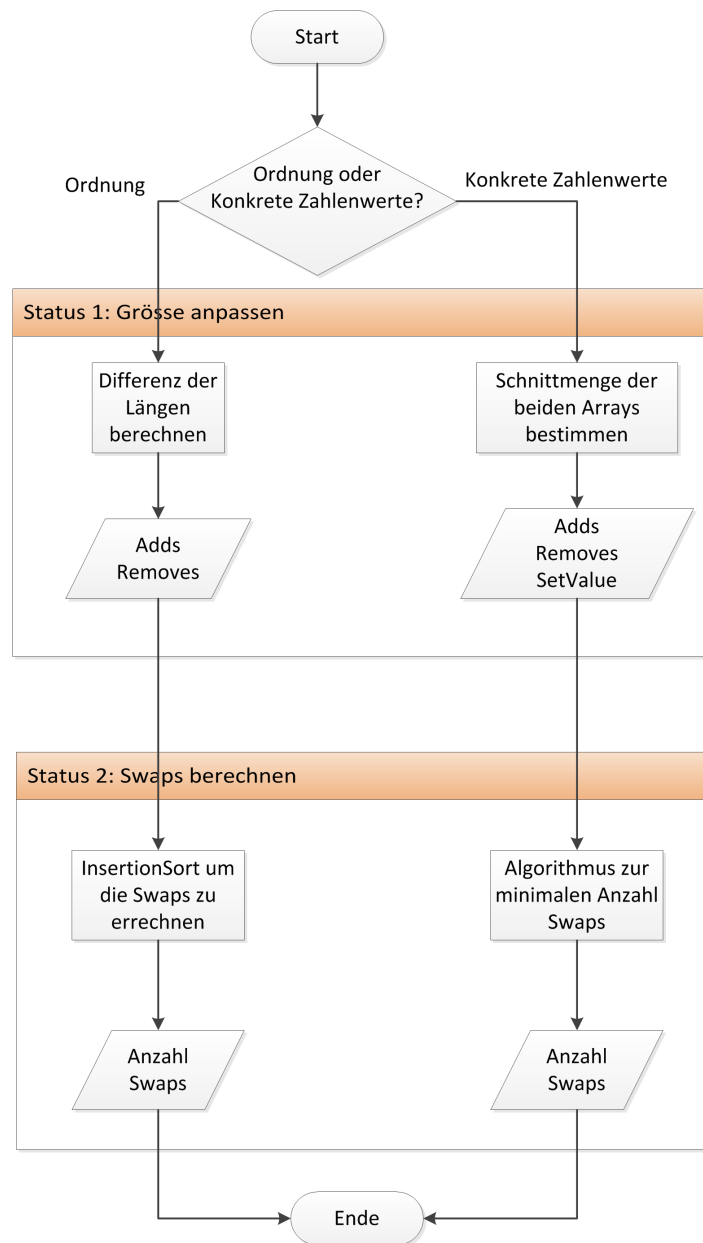 Start
Ordnung oder
Konkrete Zahlenwerte?
Ordnung
Konkrete Zahlenwerte
Status 1: Grösse anpassen
Differenz der
Längen
berechnen
Schnittmenge der
beiden Arrays
bestimmen
Adds
Removes
Adds
Removes
SetValue
Status 2: Swaps berechnen
InsertionSort um
die Swaps zu
errechnen
Algorithmus zur
minimalen Anzahl
Swaps
Anzahl
Swaps
Anzahl
Swaps
Ende